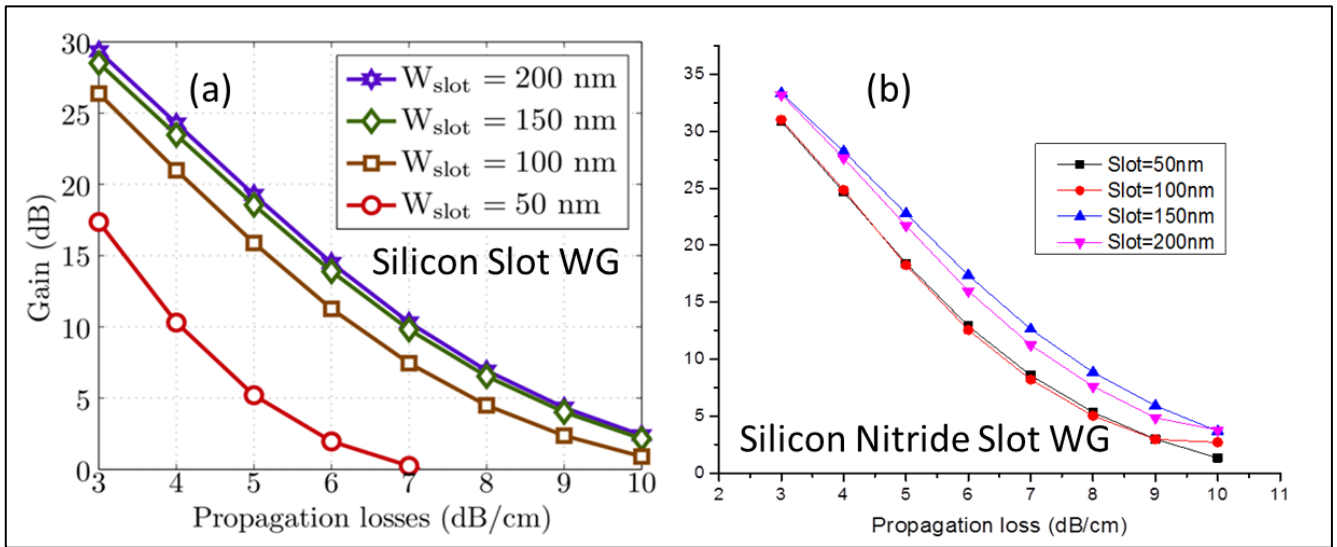 (a)
W_slot = 200 nm
W_slot = 150 nm
W_slot = 100 nm
W_slot = 50 nm
Silicon Slot WG
Gain (dB)
30
25
20
15
10
5
0
3 4 5 6 7 8 9 10
Propagation losses (dB/cm)
(b)
Slot=50nm
Slot=100nm
Slot=150nm
Slot=200nm
Silicon Nitride Slot WG
35
30
25
20
15
10
5
0
2 3 4 5 6 7 8 9 10 11
Propagation loss (dB/cm)